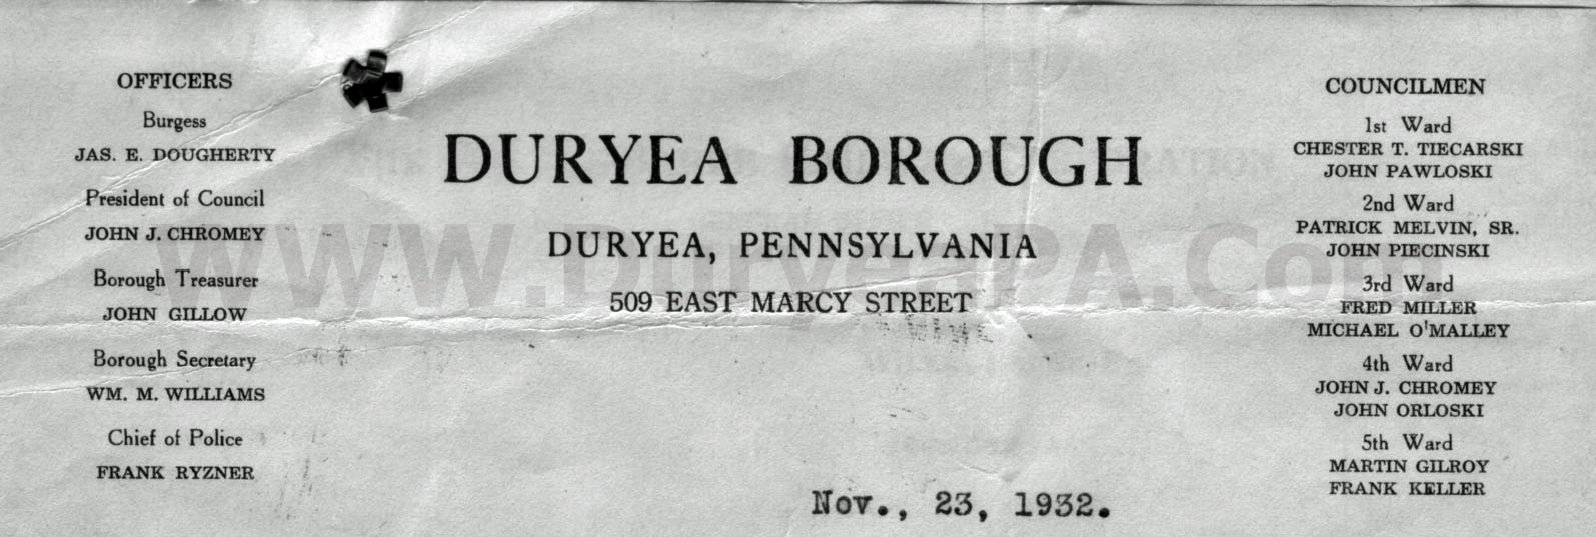 OFFICERS
Burgess
JAS. E. DOUGHERTY
President of Council
JOHN J. CHROMEY
Borough Treasurer
JOHN GILLOW
Borough Secretary
WM. M. WILLIAMS
Chief of Police
FRANK RYZNER
DURYEA BOROUGH
DURYEA, PENNSYLVANIA
509 EAST MARCY STREET
Nov., 23, 1932.
COUNCILMEN
1st Ward
CHESTER T. TIECARSKI
JOHN PAWLOSKI
2nd Ward
PATRICK MELVIN, SR.
JOHN PIECINSKI
3rd Ward
FRED MILLER
MICHAEL O'MALLEY
4th Ward
JOHN J. CHROMEY
JOHN ORLOSKI
5th Ward
MARTIN GILROY
FRANK KELLER
WWW.DuryeaPA.Com